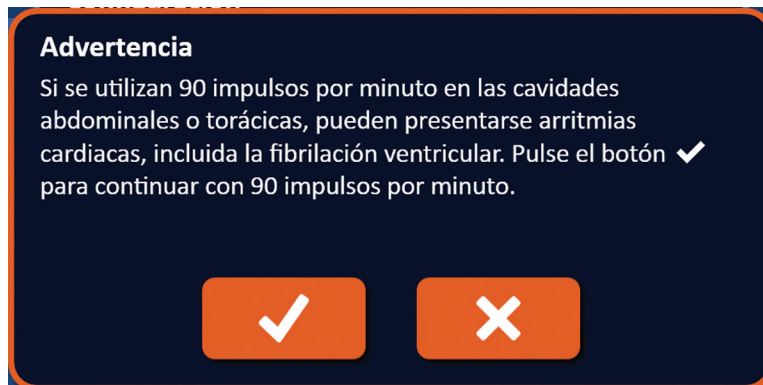 Advertencia
Si se utilizan 90 impulsos por minuto en las cavidades
abdominales o torácicas, pueden presentarse arritmias
cardiacas, incluida la fibrilación ventricular. Pulse el botón ✔
para continuar con 90 impulsos por minuto.